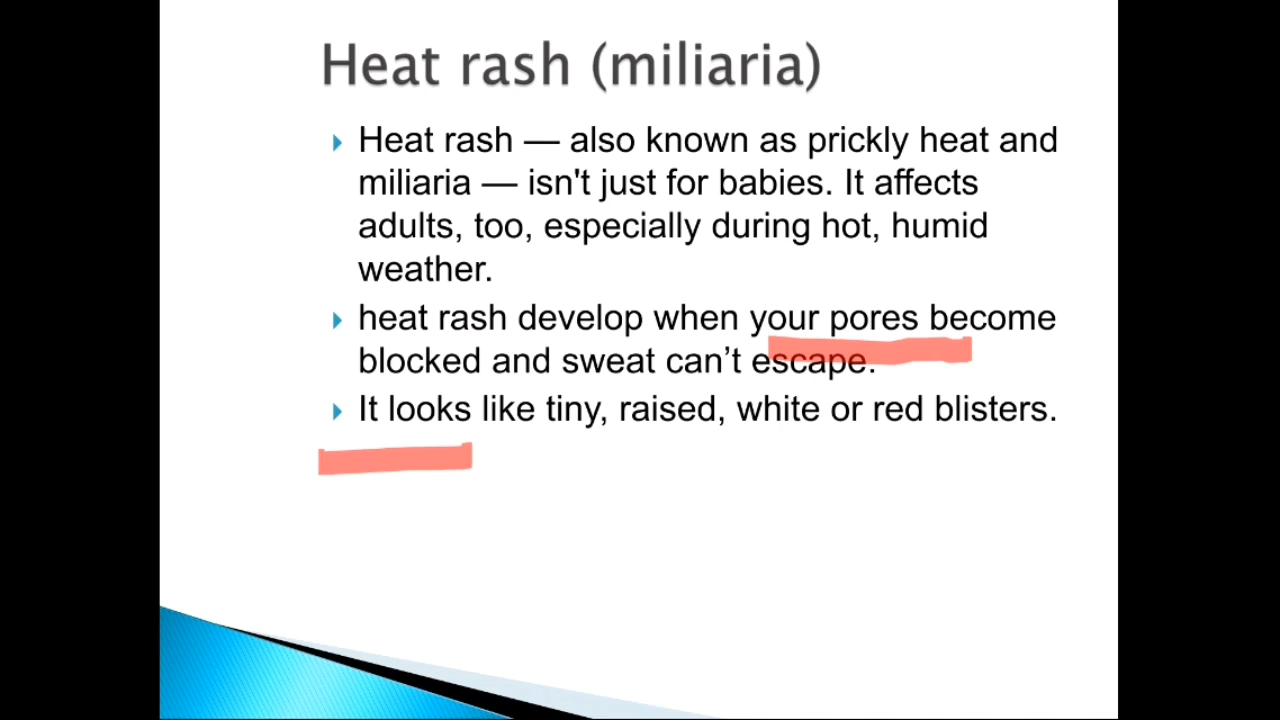 Heat rash (miliaria)
Heat rash — also known as prickly heat and
miliaria — isn't just for babies. It affects
adults, too, especially during hot, humid
weather.
heat rash develop when your pores become
blocked and sweat can’t escape.
It looks like tiny, raised, white or red blisters.